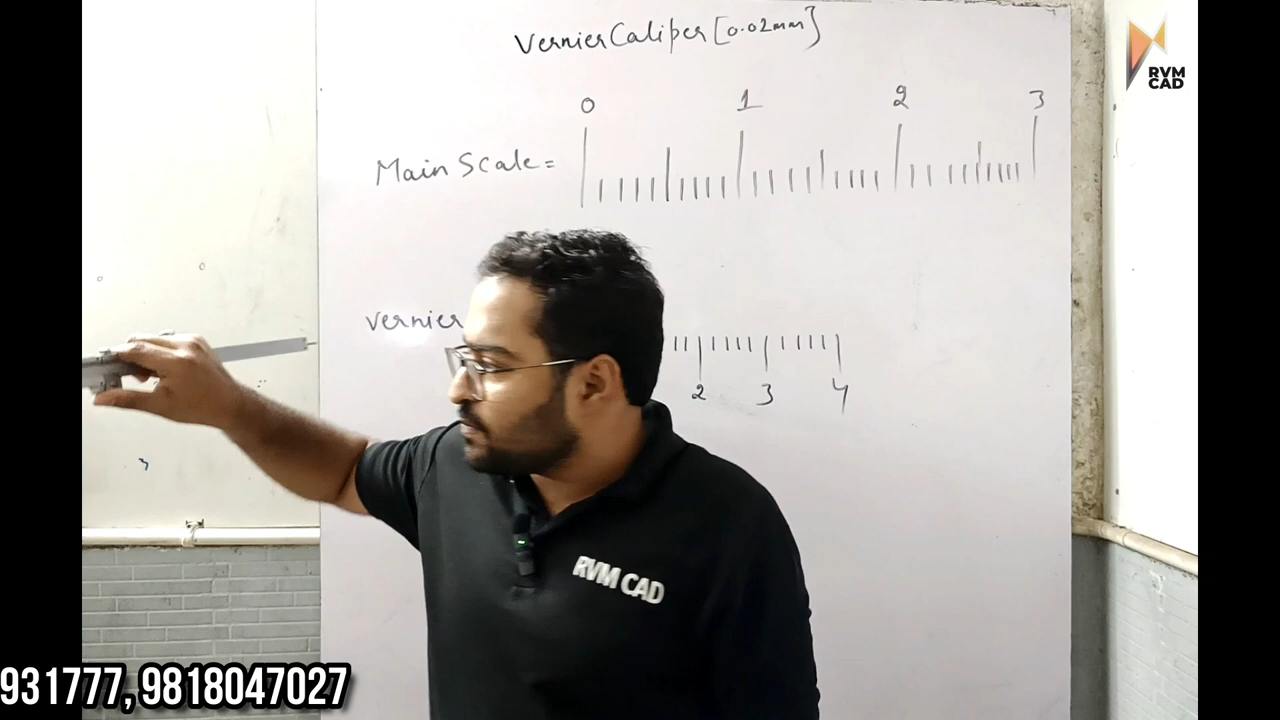 Vernier Caliper [0.02mm]
RVM
CAD
0 1 2 3
Main Scale =
Vernier
2 3 4
RVM CAD
931777, 9818047027